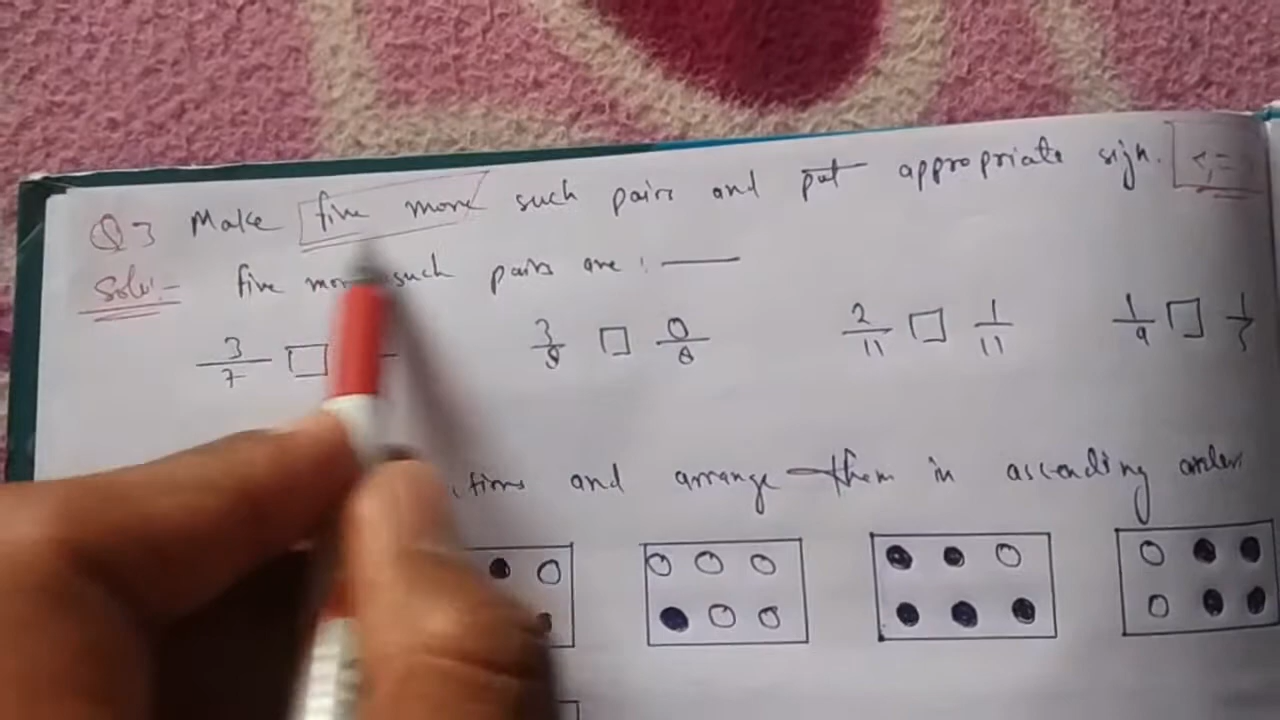 Q3 Make five more such pairs and put appropriate sign. <, =
Soln:- five more such pairs are :—
3/7 □ 3/8 □ 0/8 2/11 □ 1/11 1/9 □
and arrange them in ascending order